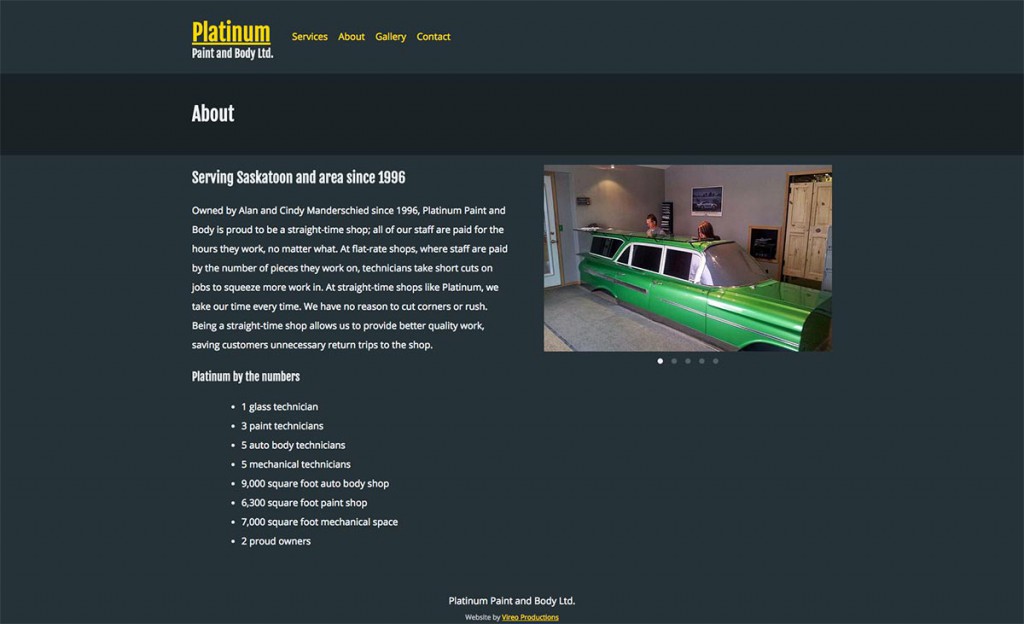 Platinum
Paint and Body Ltd.
Services About Gallery Contact
About
Serving Saskatoon and area since 1996
Owned by Alan and Cindy Manderschied since 1996, Platinum Paint and
Body is proud to be a straight-time shop; all of our staff are paid for the
hours they work, no matter what. At flat-rate shops, where staff are paid
by the number of pieces they work on, technicians take short cuts on
jobs to squeeze more work in. At straight-time shops like Platinum, we
take our time every time. We have no reason to cut corners or rush.
Being a straight-time shop allows us to provide better quality work,
saving customers unnecessary return trips to the shop.
Platinum by the numbers
• 1 glass technician
• 3 paint technicians
• 5 auto body technicians
• 5 mechanical technicians
• 9,000 square foot auto body shop
• 6,300 square foot paint shop
• 7,000 square foot mechanical space
• 2 proud owners
Platinum Paint and Body Ltd.
Website by Vireo Productions